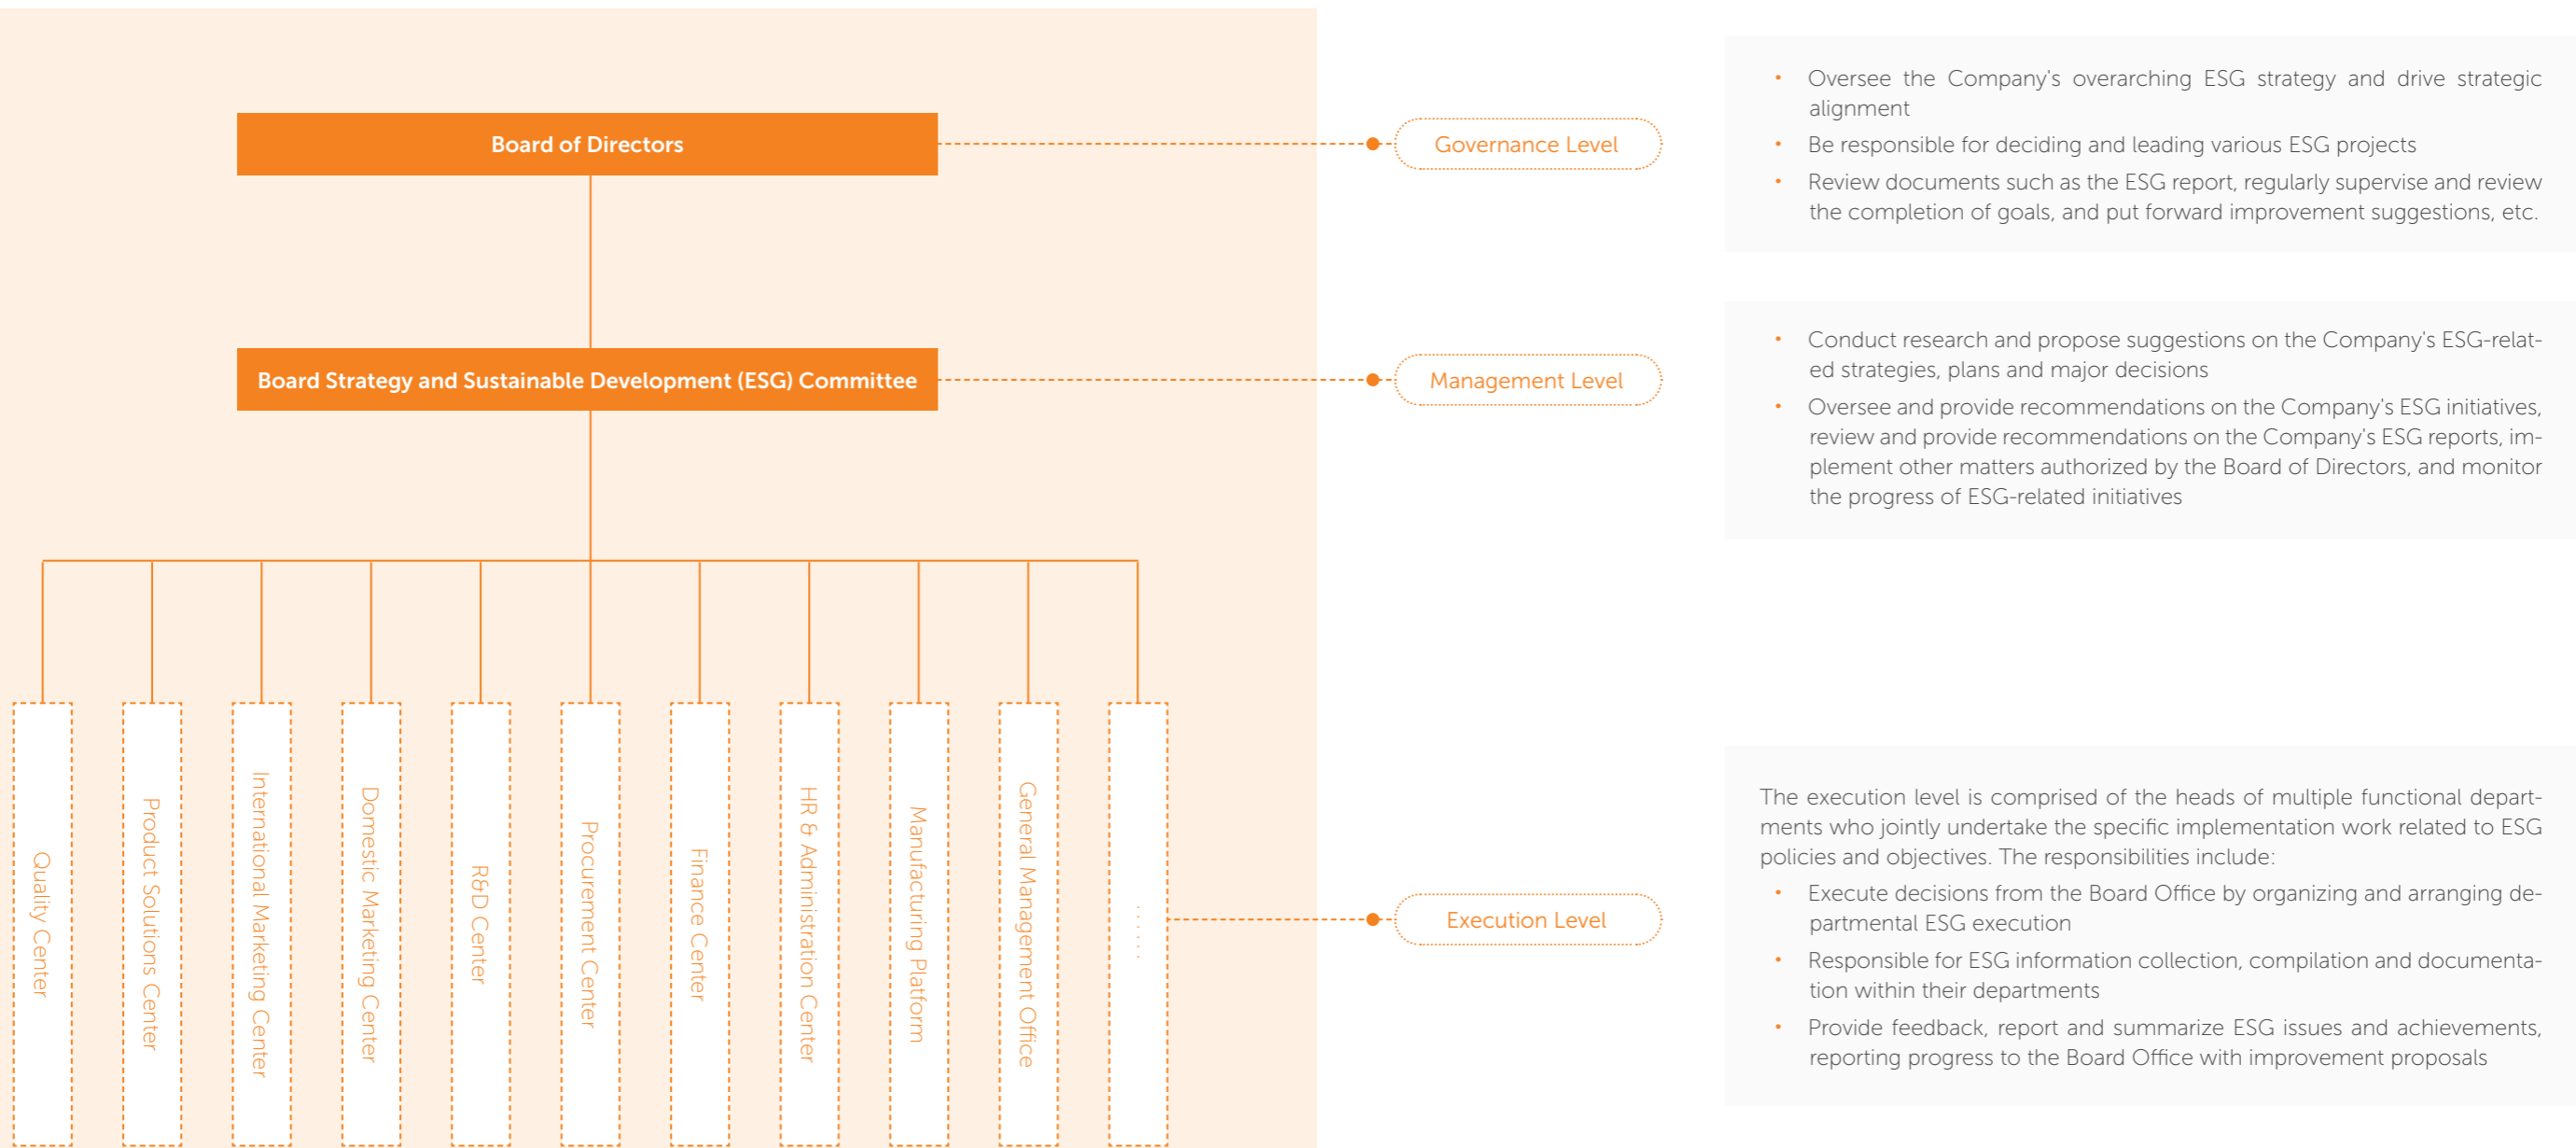 Board of Directors
Governance Level
• Oversee the Company's overarching ESG strategy and drive strategic
alignment
• Be responsible for deciding and leading various ESG projects
• Review documents such as the ESG report, regularly supervise and review
the completion of goals, and put forward improvement suggestions, etc.
Board Strategy and Sustainable Development (ESG) Committee
Management Level
• Conduct research and propose suggestions on the Company's ESG-relat-
ed strategies, plans and major decisions
• Oversee and provide recommendations on the Company's ESG initiatives,
review and provide recommendations on the Company's ESG reports, im-
plement other matters authorized by the Board of Directors, and monitor
the progress of ESG-related initiatives
Quality Center
Product Solutions Center
International Marketing Center
Domestic Marketing Center
R&D Center
Procurement Center
Finance Center
HR & Administration Center
Manufacturing Platform
General Management Office
......
Execution Level
The execution level is comprised of the heads of multiple functional depart-
ments who jointly undertake the specific implementation work related to ESG
policies and objectives. The responsibilities include:
• Execute decisions from the Board Office by organizing and arranging de-
partmental ESG execution
• Responsible for ESG information collection, compilation and documenta-
tion within their departments
• Provide feedback, report and summarize ESG issues and achievements,
reporting progress to the Board Office with improvement proposals